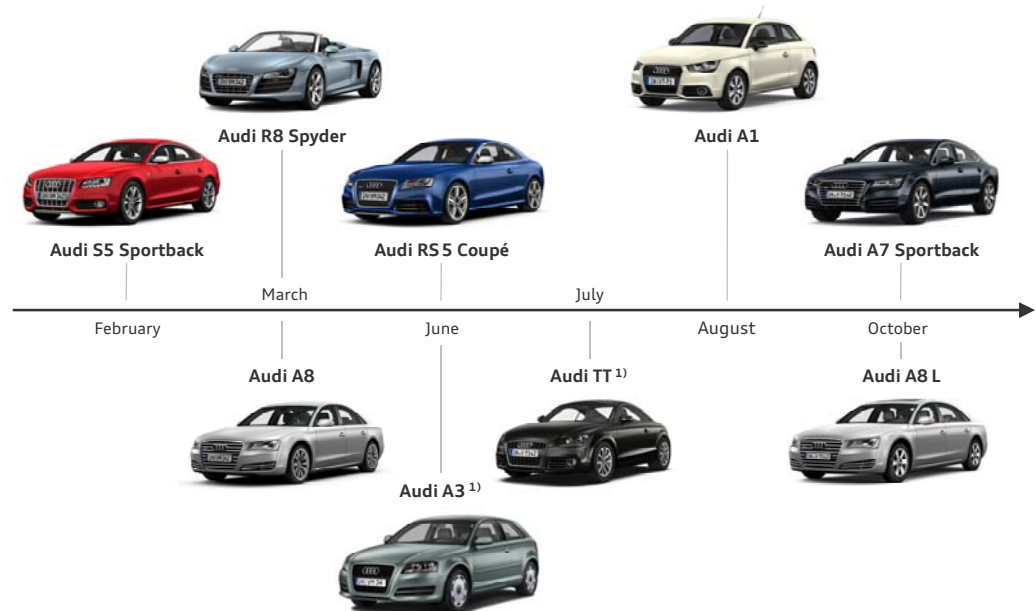 Audi R8 Spyder
Audi A1
Audi S5 Sportback
Audi RS 5 Coupé
Audi A7 Sportback
March
July
February
June
August
October
Audi A8
Audi TT 1)
Audi A8 L
Audi A3 1)